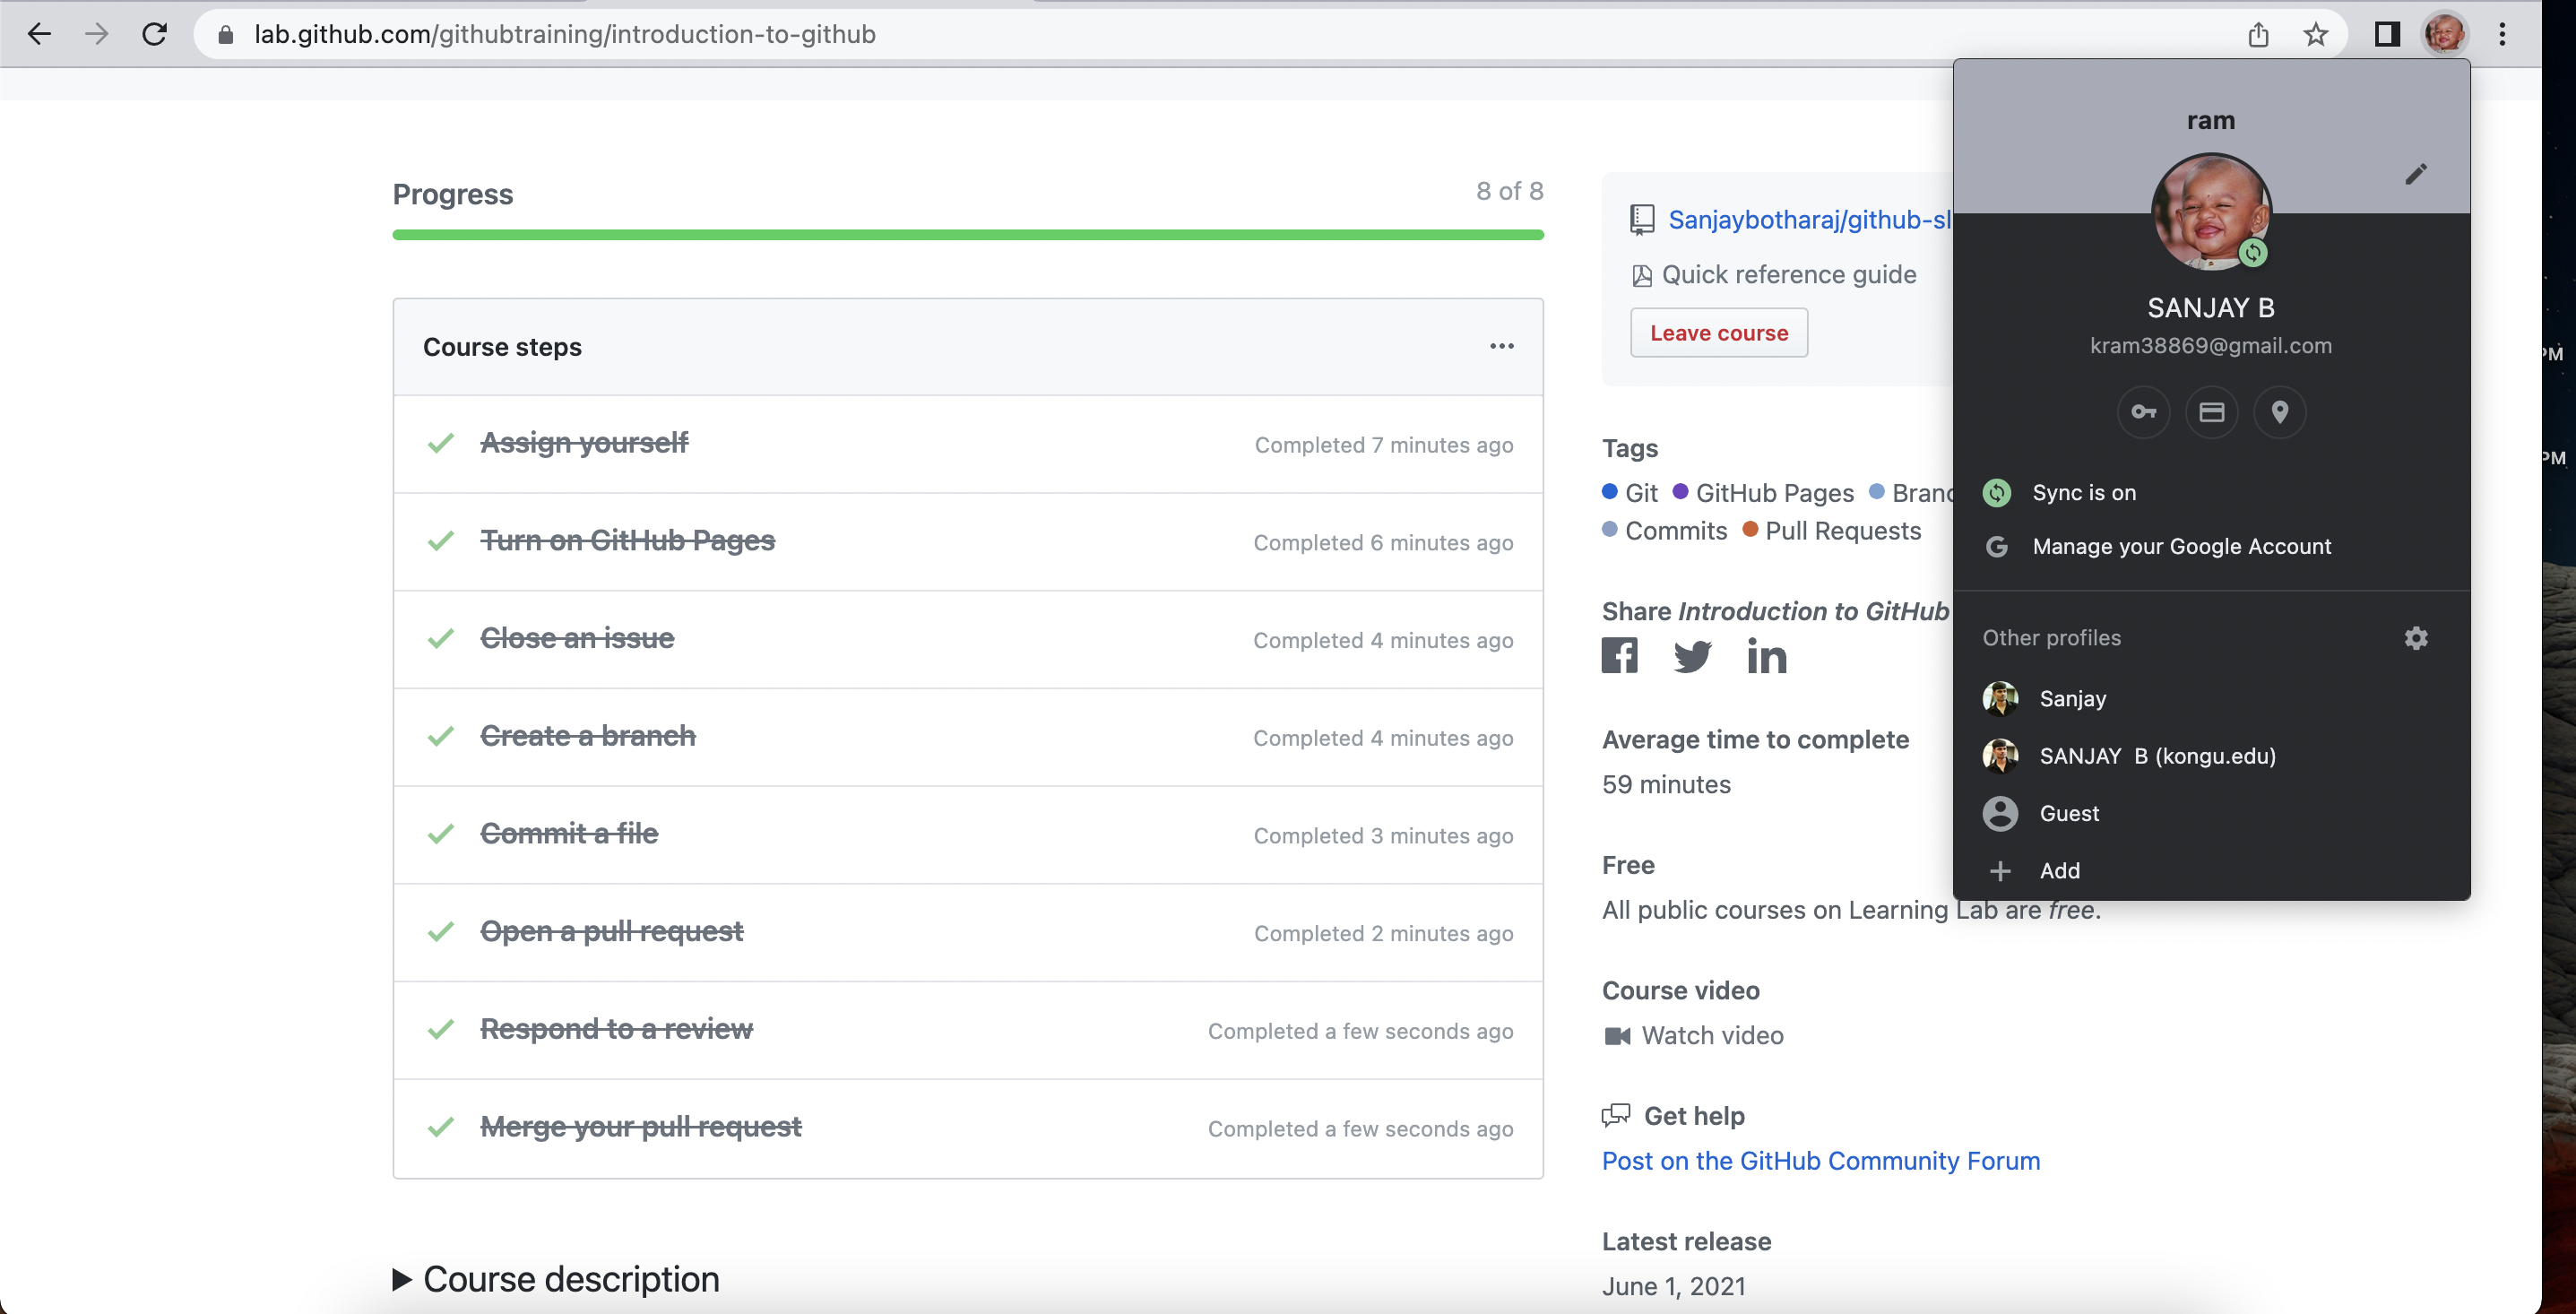 lab.github.com/githubtraining/introduction-to-github
Progress
8 of 8
Course steps
Assign yourself
Completed 7 minutes ago
Turn on GitHub Pages
Completed 6 minutes ago
Close an issue
Completed 4 minutes ago
Create a branch
Completed 4 minutes ago
Commit a file
Completed 3 minutes ago
Open a pull request
Completed 2 minutes ago
Respond to a review
Completed a few seconds ago
Merge your pull request
Completed a few seconds ago
Course description
Sanjaybotharaj/github-sl
Quick reference guide
Leave course
Tags
Git GitHub Pages Branc
Commits Pull Requests
Share Introduction to GitHub
Average time to complete
59 minutes
Free
All public courses on Learning Lab are free.
Course video
Watch video
Get help
Post on the GitHub Community Forum
Latest release
June 1, 2021
ram
SANJAY B
kram38869@gmail.com
Sync is on
Manage your Google Account
Other profiles
Sanjay
SANJAY B (kongu.edu)
Guest
Add
PM
PM